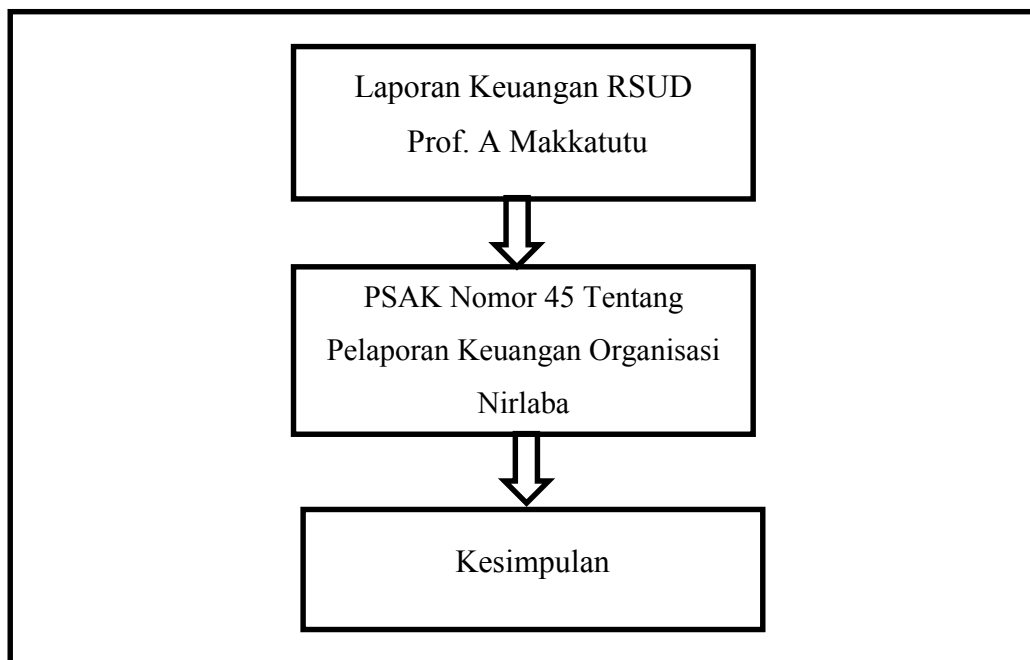 Laporan Keuangan RSUD
Prof. A Makkatutu
PSAK Nomor 45 Tentang
Pelaporan Keuangan Organisasi
Nirlaba
Kesimpulan